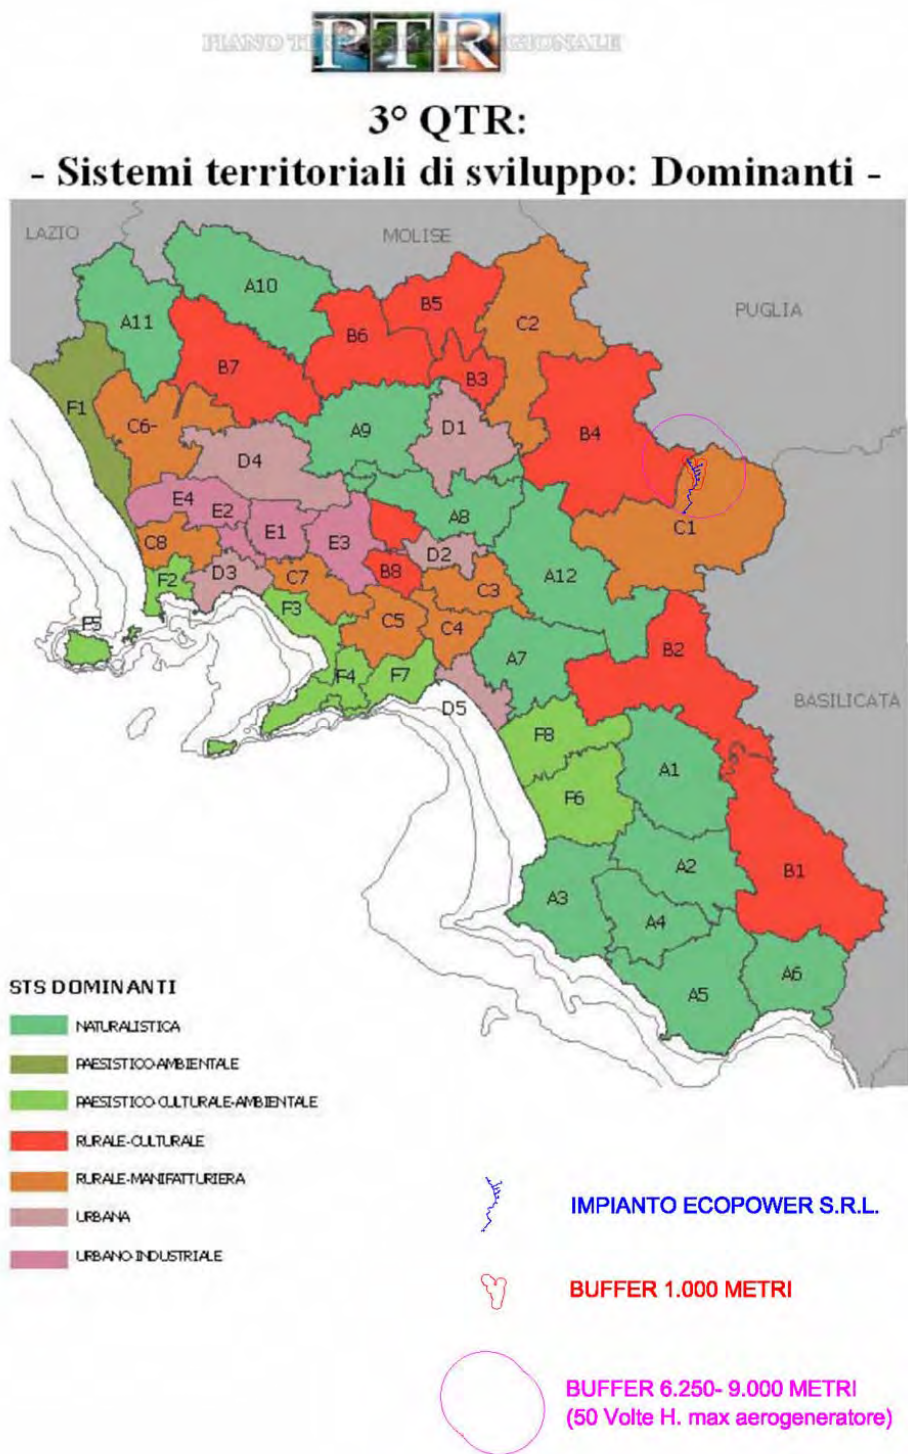 PIANO TERRITORIALE REGIONALE
PTR
3° QTR:
- Sistemi territoriali di sviluppo: Dominanti -
LAZIO
MOLISE
PUGLIA
BASILICATA
A10
A11
B5
B6
C2
B7
B3
F1
C6-
A9
D1
B4
D4
E4
E2
E1
E3
A8
C1
C8
D2
F2
D3
C7
B8
A12
C3
F3
F5
C5
C4
B2
A7
F4
F7
D5
F8
A1
F6
A2
B1
A3
A4
A6
A5
STS DOMINANTI
NATURALISTICA
PAESISTICO-AMBIENTALE
PAESISTICO-CULTURALE-AMBIENTALE
RURALE-CULTURALE
RURALE-MANIFATTURIERA
URBANA
URBANO-INDUSTRIALE
IMPIANTO ECOPOWER S.R.L.
BUFFER 1.000 METRI
BUFFER 6.250- 9.000 METRI
(50 Volte H. max aerogeneratore)